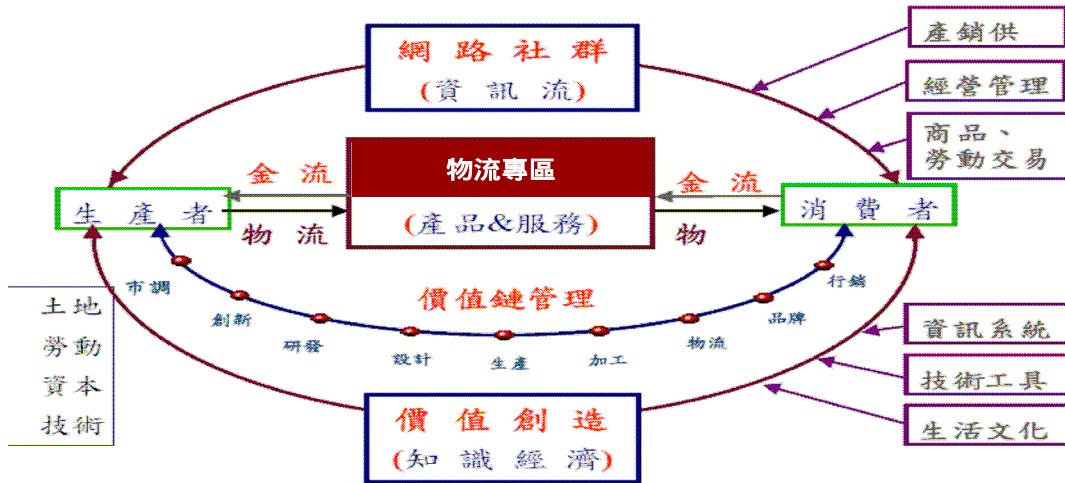 網路社群
(資訊流)
產銷供
經營管理
商品、
勞動交易
物流專區
(產品&服務)
金流
金流
生產者
消費者
物流
物
市調
創新
研發
設計
生產
加工
物流
品牌
行銷
價值鏈管理
土地
勞動
資本
技術
資訊系統
技術工具
生活文化
價值創造
(知識經濟)